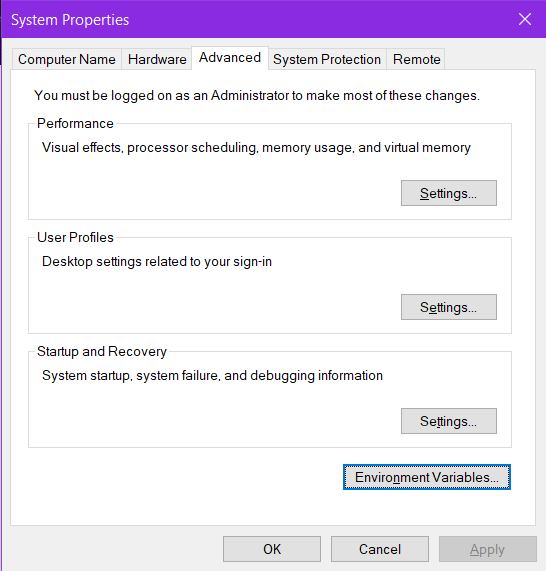 System Properties
Computer Name Hardware Advanced System Protection Remote
You must be logged on as an Administrator to make most of these changes.
Performance
Visual effects, processor scheduling, memory usage, and virtual memory
Settings...
User Profiles
Desktop settings related to your sign-in
Settings...
Startup and Recovery
System startup, system failure, and debugging information
Settings...
Environment Variables...
OK Cancel Apply